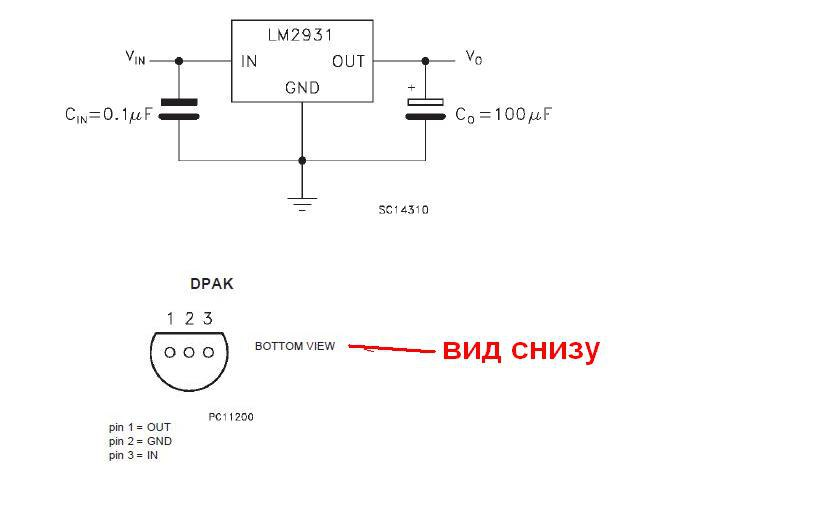 LM2931
V_IN IN OUT V_O
GND
C_IN=0.1μF + C_O=100μF
SC14310
DPAK
1 2 3
BOTTOM VIEW вид снизу
PC11200
pin 1 = OUT
pin 2 = GND
pin 3 = IN